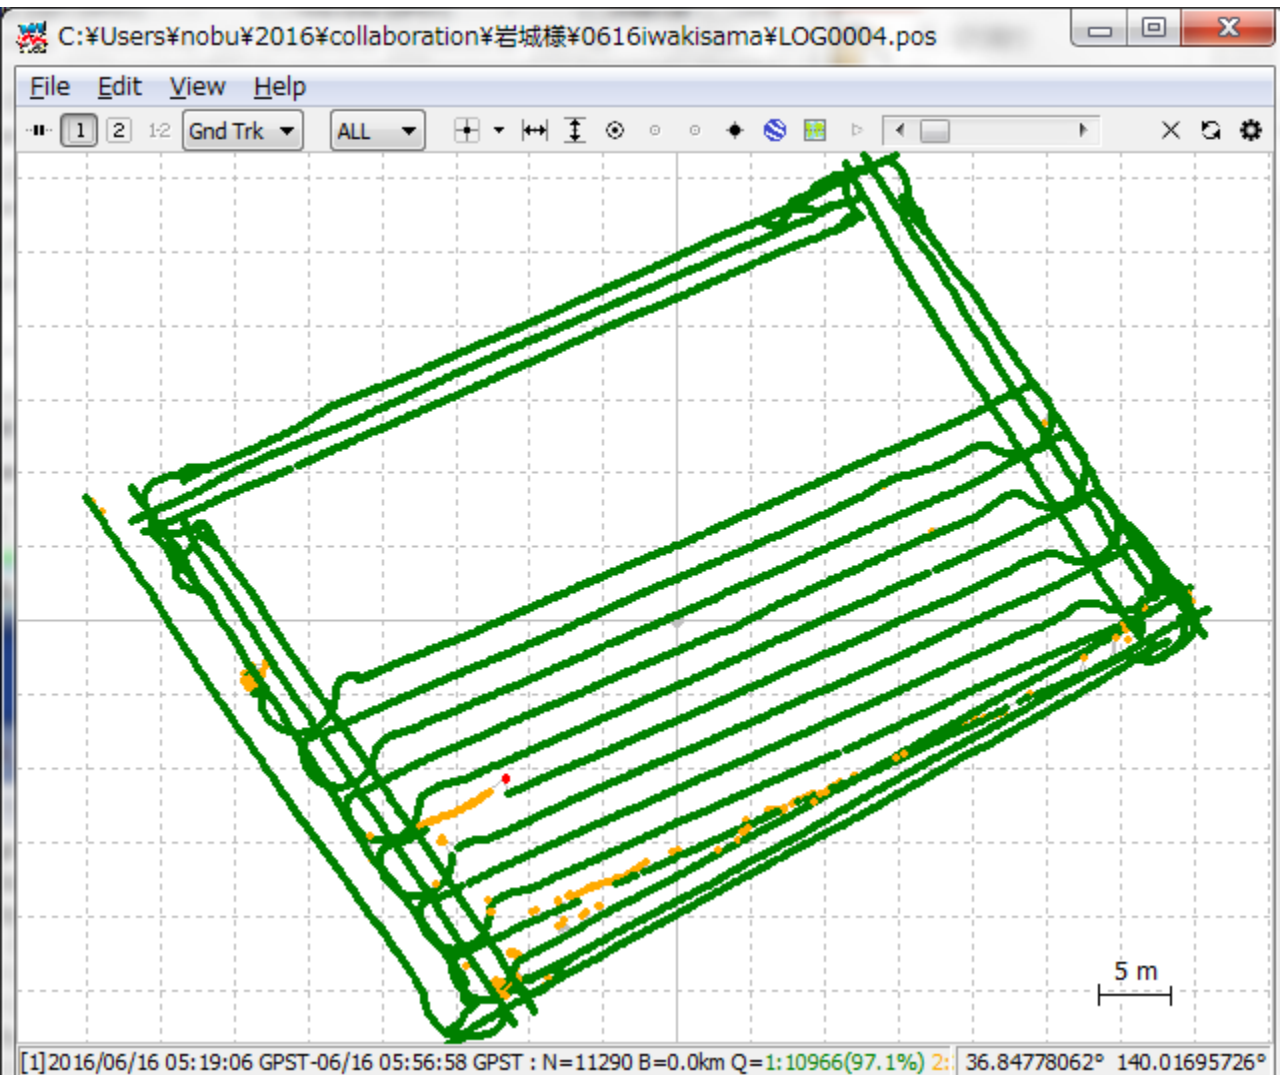 C:¥Users¥nobu¥2016¥collaboration¥岩城様¥0616iwakisama¥LOG0004.pos
File Edit View Help
1 2 1-2 Gnd Trk ALL
5 m
[1]2016/06/16 05:19:06 GPST-06/16 05:56:58 GPST : N=11290 B=0.0km Q=1:10966(97.1%) 2: 36.84778062° 140.01695726°